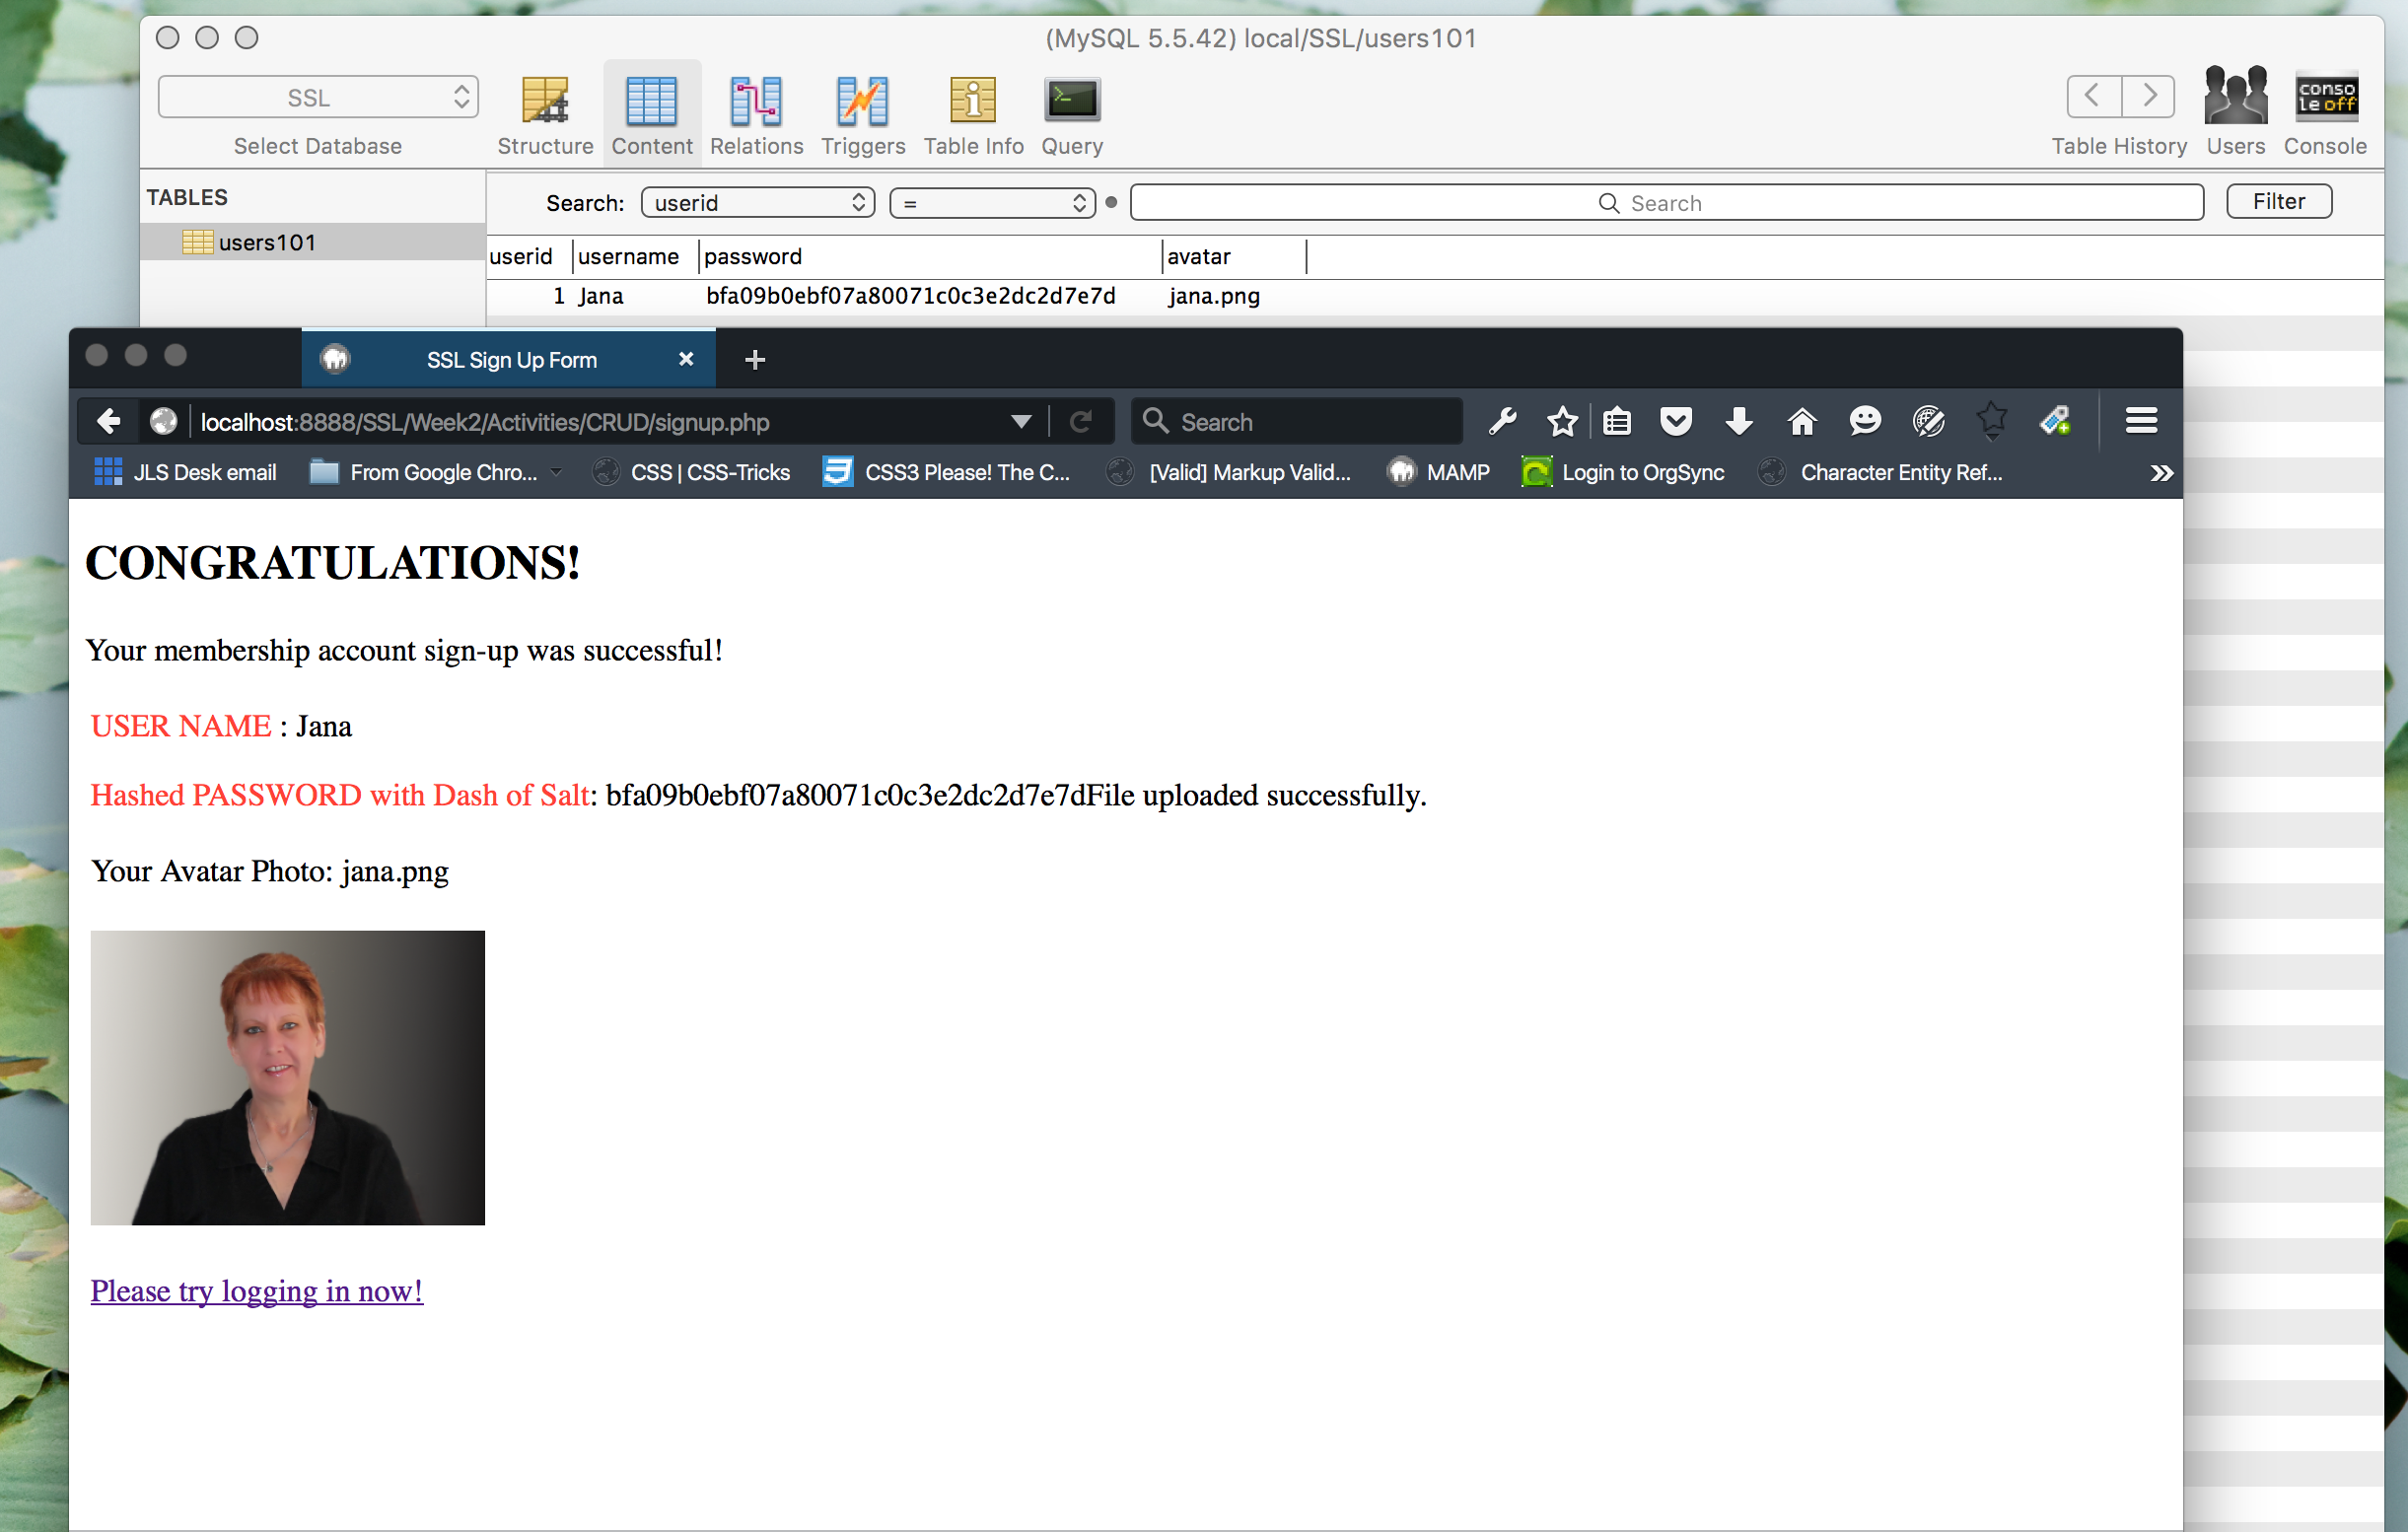 (MySQL 5.5.42) local/SSL/users101
SSL
Select Database
Structure
Content
Relations
Triggers
Table Info
Query
conso
le off
Table History
Users
Console
TABLES
users101
Search: userid = Search Filter
userid username password avatar
1 Jana bfa09b0ebf07a80071c0c3e2dc2d7e7d jana.png
SSL Sign Up Form
localhost:8888/SSL/Week2/Activities/CRUD/signup.php
Search
JLS Desk email
From Google Chro...
CSS | CSS-Tricks
CSS3 Please! The C...
[Valid] Markup Valid...
MAMP
Login to OrgSync
Character Entity Ref...
CONGRATULATIONS!
Your membership account sign-up was successful!
USER NAME : Jana
Hashed PASSWORD with Dash of Salt: bfa09b0ebf07a80071c0c3e2dc2d7e7dFile uploaded successfully.
Your Avatar Photo: jana.png
Please try logging in now!